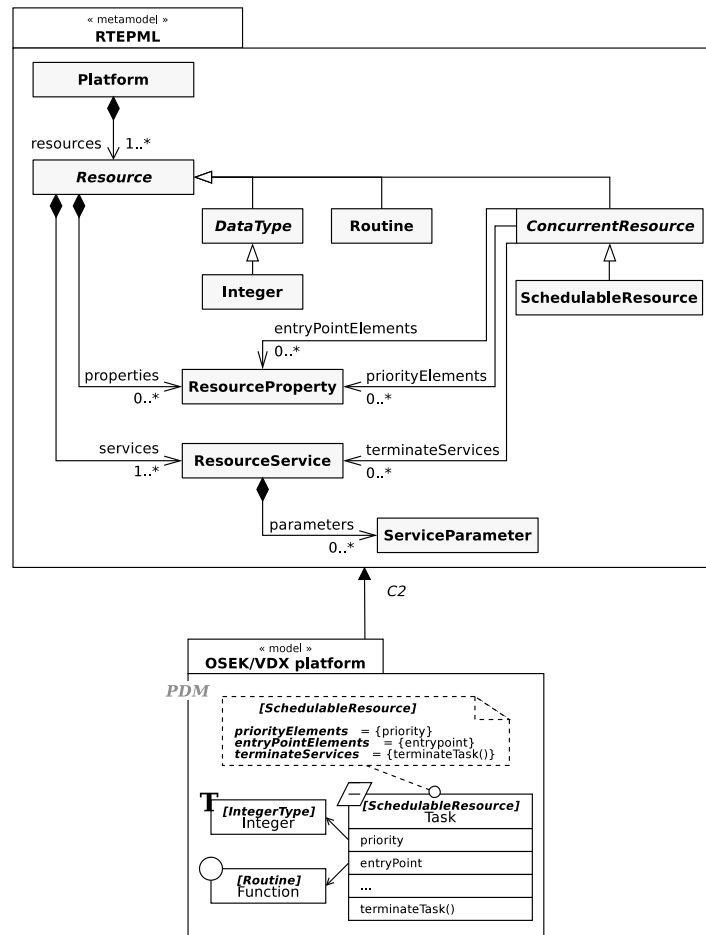 « metamodel »
RTEPML
Platform
resources 1..*
Resource
DataType
Routine
ConcurrentResource
Integer
SchedulableResource
entryPointElements
0..*
properties
0..*
ResourceProperty
priorityElements
0..*
services
1..*
ResourceService
terminateServices
0..*
parameters
0..*
ServiceParameter
C2
« model »
OSEK/VDX platform
PDM
[SchedulableResource]
priorityElements = {priority}
entryPointElements = {entrypoint}
terminateServices = {terminateTask()}
T
[IntegerType]
Integer
[SchedulableResource]
Task
priority
entryPoint
...
terminateTask()
[Routine]
Function